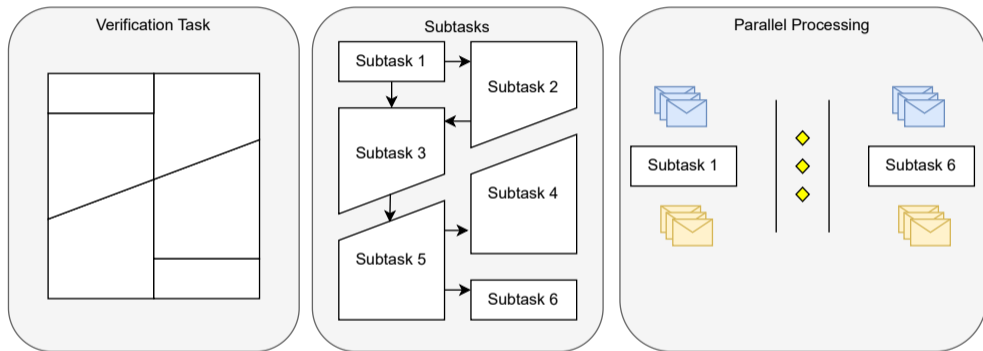 Verification Task
Subtasks
Subtask 1
Subtask 2
Subtask 3
Subtask 4
Subtask 5
Subtask 6
Parallel Processing
Subtask 1
Subtask 6